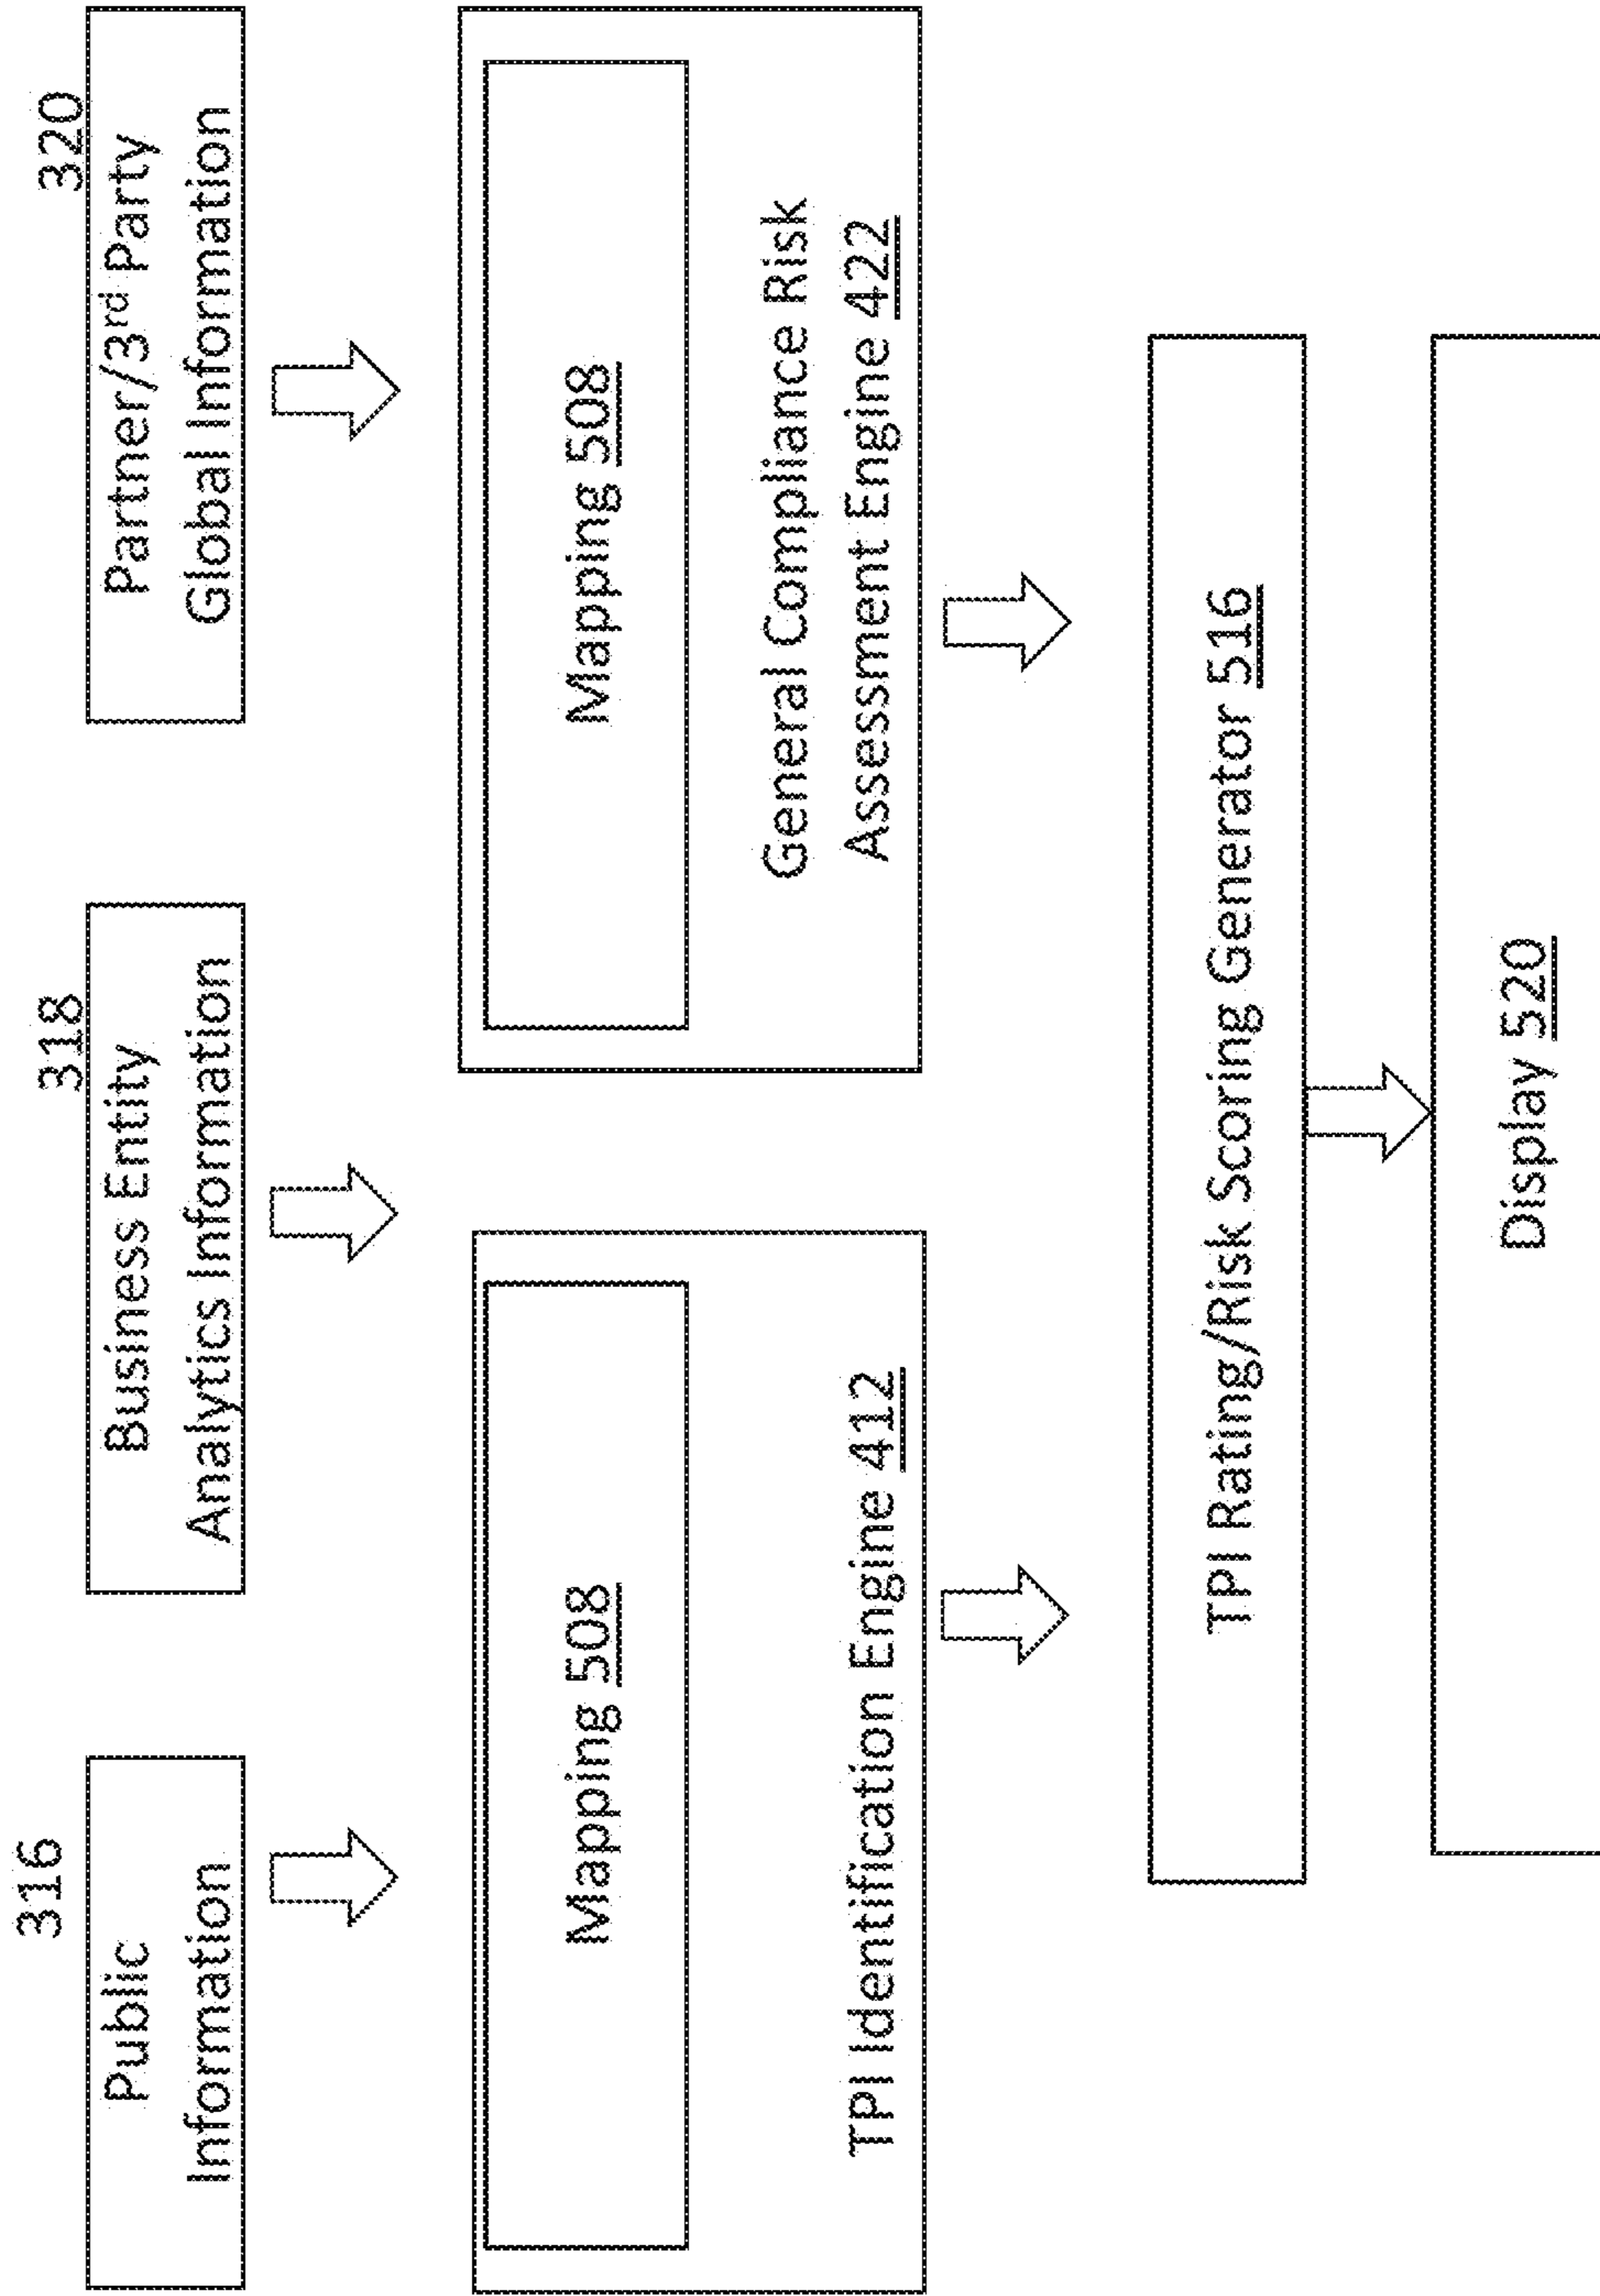 316
Public
Information
318
Business Entity
Analytics Information
320
Partner/3rd Party
Global Information
Mapping 508
TPI Identification Engine 412
Mapping 508
General Compliance Risk
Assessment Engine 422
TPI Rating/Risk Scoring Generator 516
Display 520